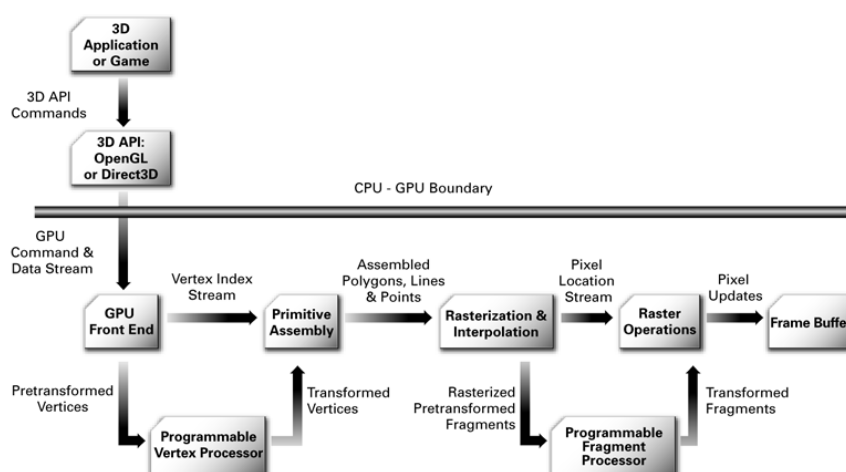 3D
Application
or Game
3D API
Commands
3D API:
OpenGL
or Direct3D
CPU - GPU Boundary
GPU
Command &
Data Stream
Vertex Index
Stream
Assembled
Polygons, Lines
& Points
Pixel
Location
Stream
Pixel
Updates
GPU
Front End
Primitive
Assembly
Rasterization &
Interpolation
Raster
Operations
Frame Buffe
Pretransformed
Vertices
Transformed
Vertices
Rasterized
Pretransformed
Fragments
Transformed
Fragments
Programmable
Vertex Processor
Programmable
Fragment
Processor